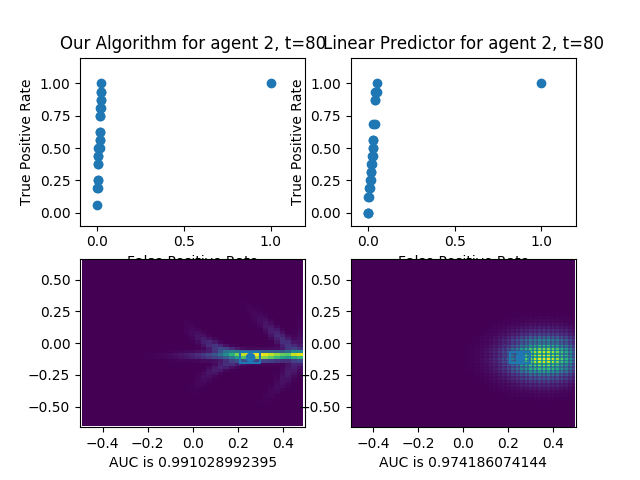 Our Algorithm for agent 2, t=80
Linear Predictor for agent 2, t=80
True Positive Rate
1.00
0.75
0.50
0.25
0.00
0.0 0.5 1.0
False Positive Rate
True Positive Rate
1.00
0.75
0.50
0.25
0.00
0.0 0.5 1.0
False Positive Rate
0.50
0.25
0.00
−0.25
−0.50
−0.4 −0.2 0.0 0.2 0.4
AUC is 0.991028992395
0.50
0.25
0.00
−0.25
−0.50
−0.4 −0.2 0.0 0.2 0.4
AUC is 0.974186074144